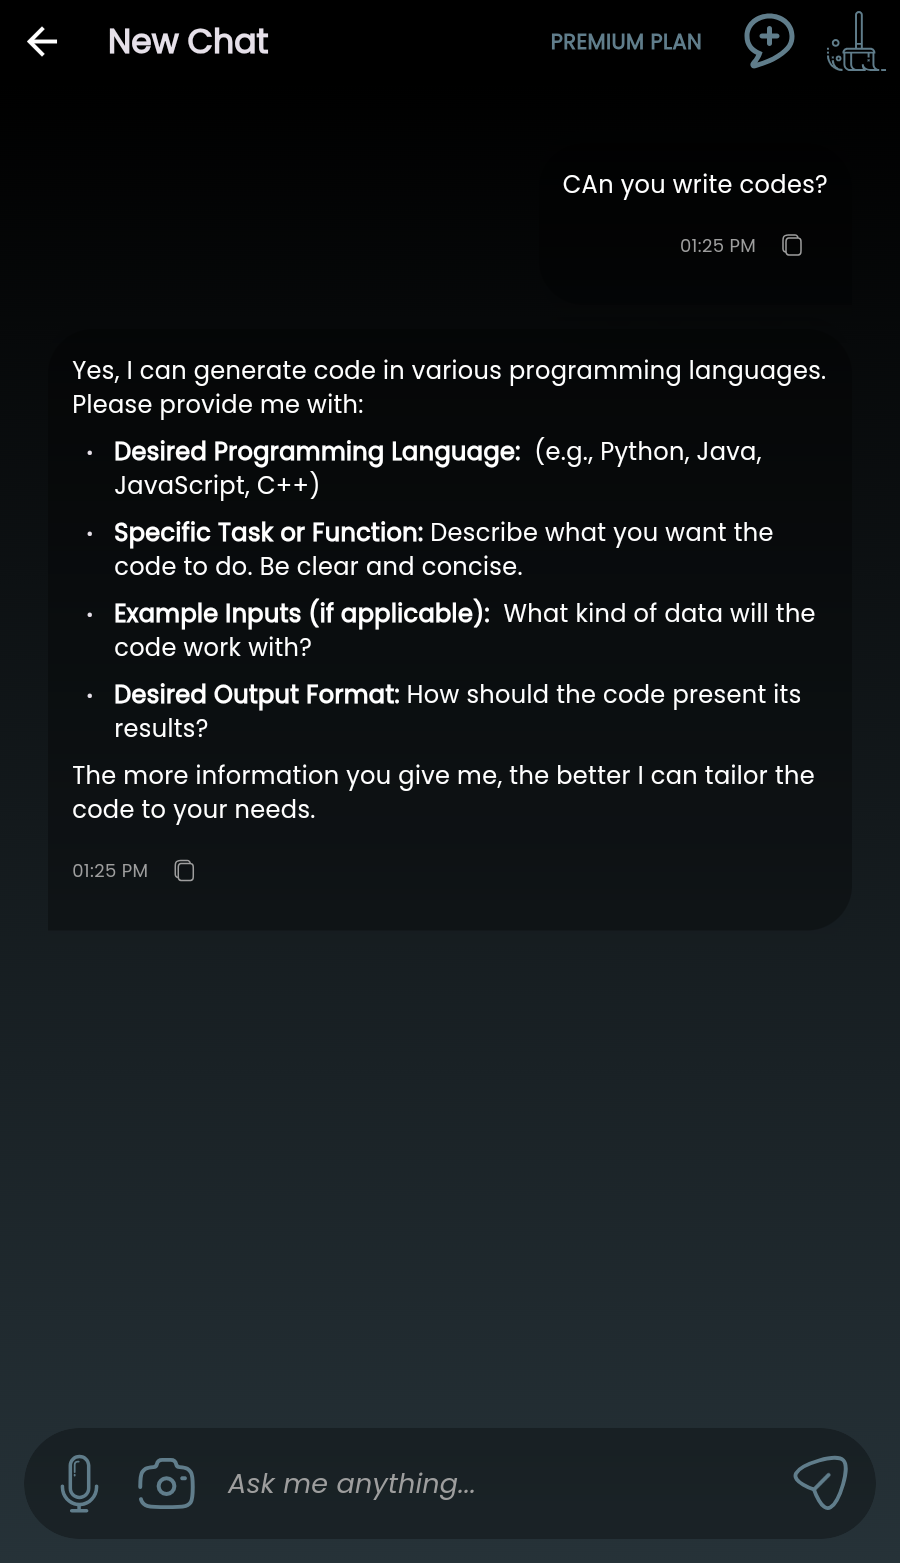 New Chat
PREMIUM PLAN
CAn you write codes?
01:25 PM
Yes, I can generate code in various programming languages.
Please provide me with:
• Desired Programming Language:  (e.g., Python, Java,
JavaScript, C++)
• Specific Task or Function: Describe what you want the
code to do. Be clear and concise.
• Example Inputs (if applicable):  What kind of data will the
code work with?
• Desired Output Format: How should the code present its
results?
The more information you give me, the better I can tailor the
code to your needs.
01:25 PM
Ask me anything...